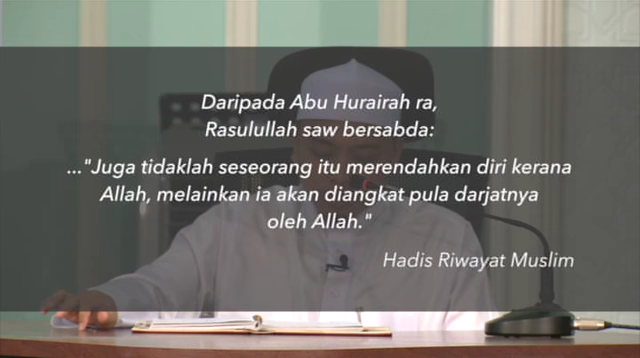 Daripada Abu Hurairah ra,
Rasulullah saw bersabda:
..."Juga tidaklah seseorang itu merendahkan diri kerana
Allah, melainkan ia akan diangkat pula darjatnya
oleh Allah."
Hadis Riwayat Muslim